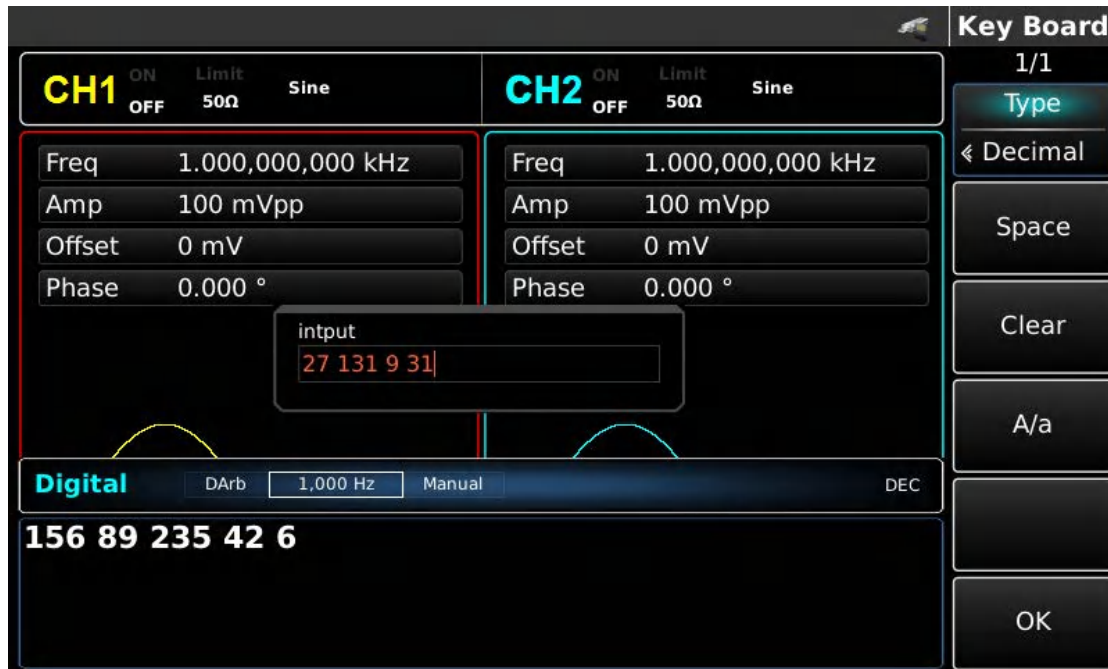 Key Board
1/1
CH1 ON OFF Limit 50Ω Sine
CH2 ON OFF Limit 50Ω Sine
Type
« Decimal
Freq 1.000,000,000 kHz
Freq 1.000,000,000 kHz
Amp 100 mVpp
Amp 100 mVpp
Space
Offset 0 mV
Offset 0 mV
Phase 0.000 °
Phase 0.000 °
intput
27 131 9 31
Clear
A/a
Digital DArb 1,000 Hz Manual DEC
156 89 235 42 6
OK